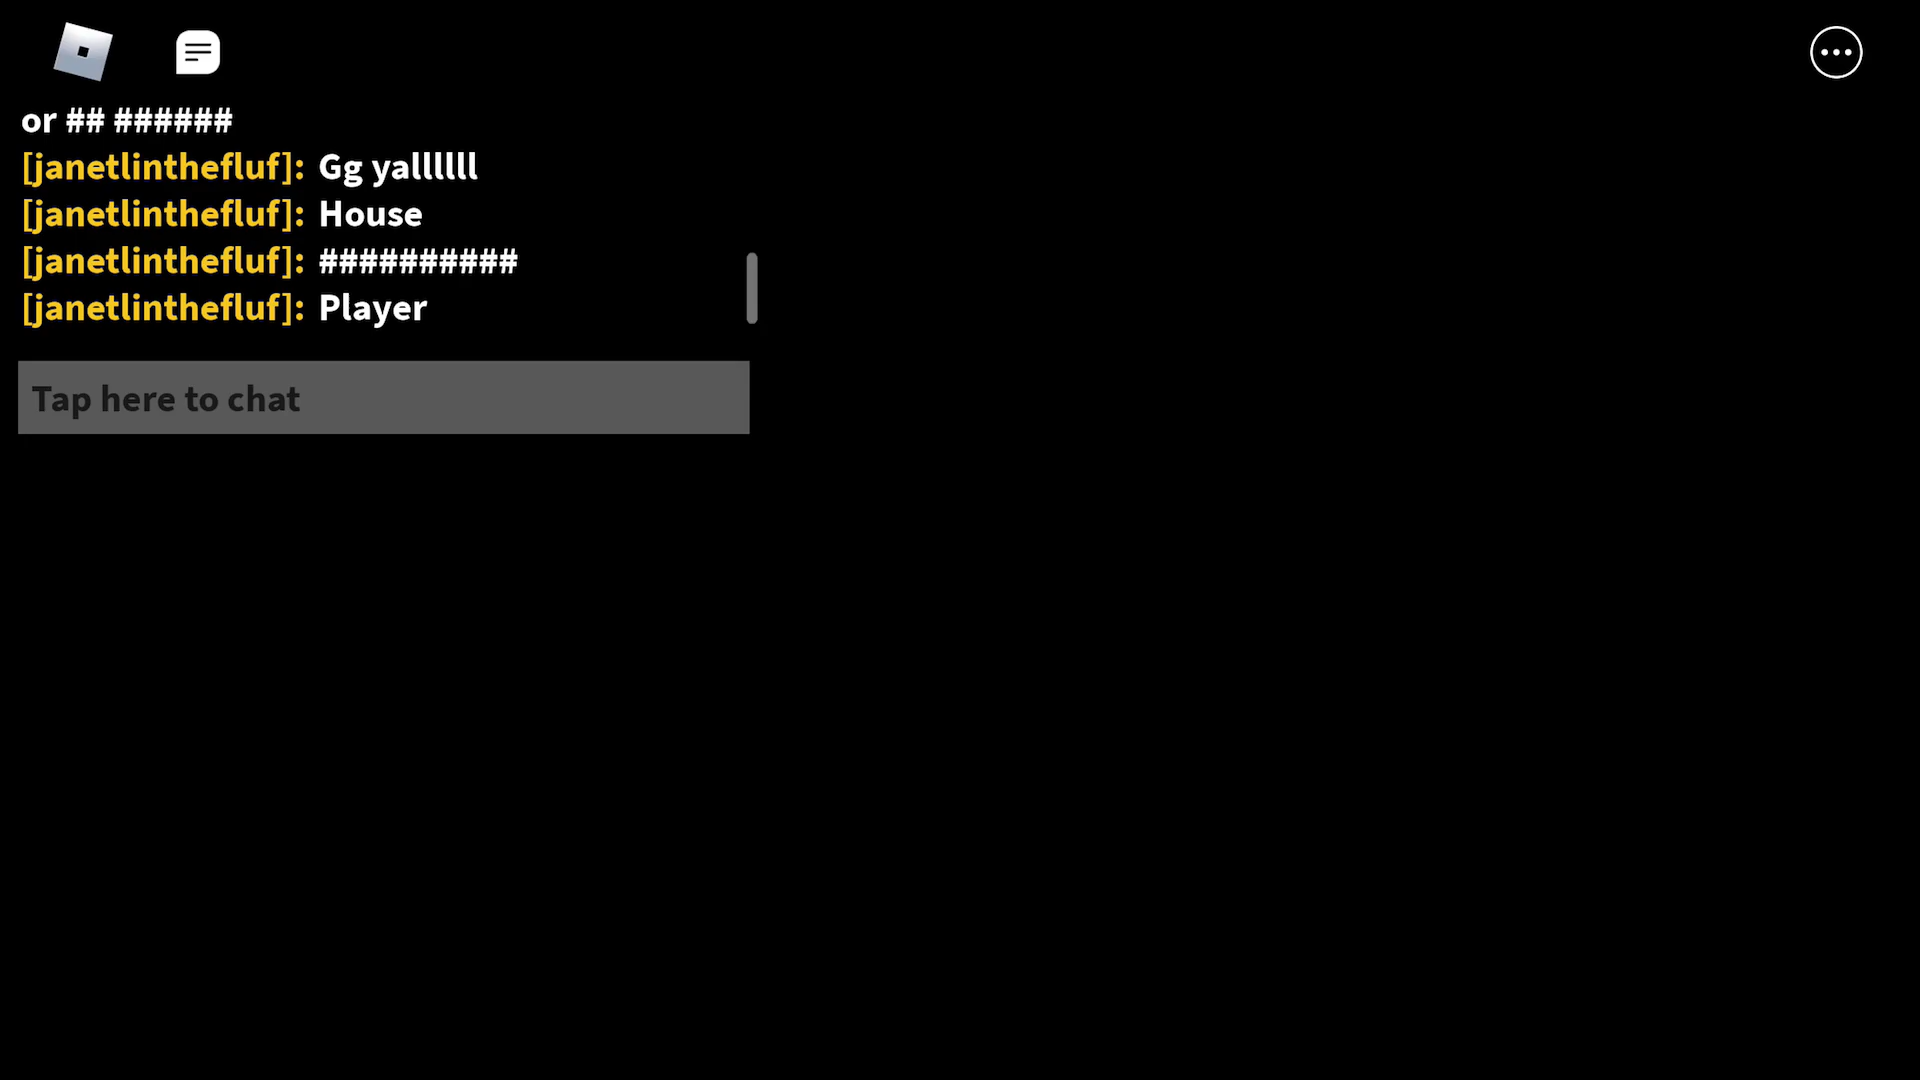 or ## ######
[janetlinthefluf]: Gg yallllll
[janetlinthefluf]: House
[janetlinthefluf]: ##########
[janetlinthefluf]: Player
Tap here to chat